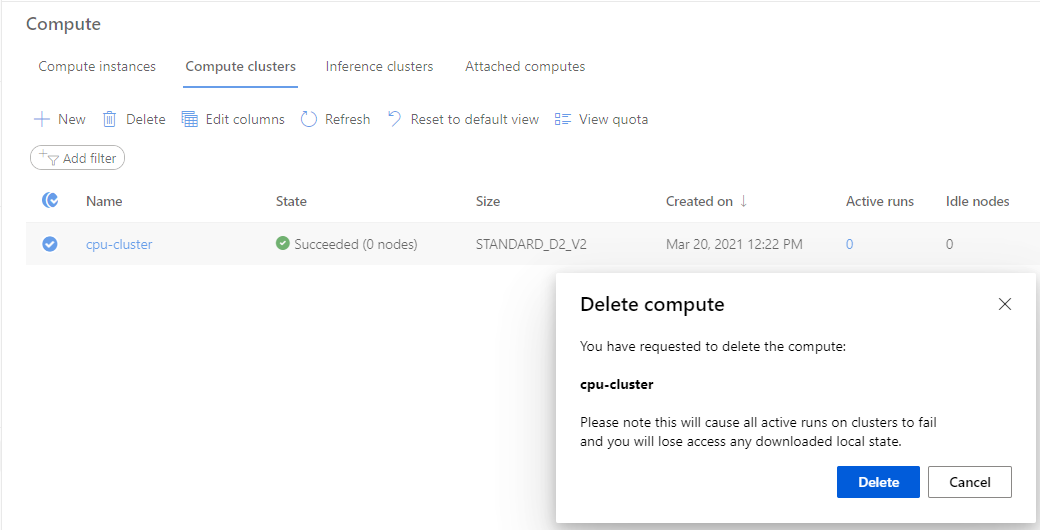 Compute
Compute instances Compute clusters Inference clusters Attached computes
New Delete Edit columns Refresh Reset to default view View quota
Add filter
Name State Size Created on ↓ Active runs Idle nodes
cpu-cluster Succeeded (0 nodes) STANDARD_D2_V2 Mar 20, 2021 12:22 PM 0 0
Delete compute
You have requested to delete the compute:
cpu-cluster
Please note this will cause all active runs on clusters to fail
and you will lose access any downloaded local state.
Delete Cancel